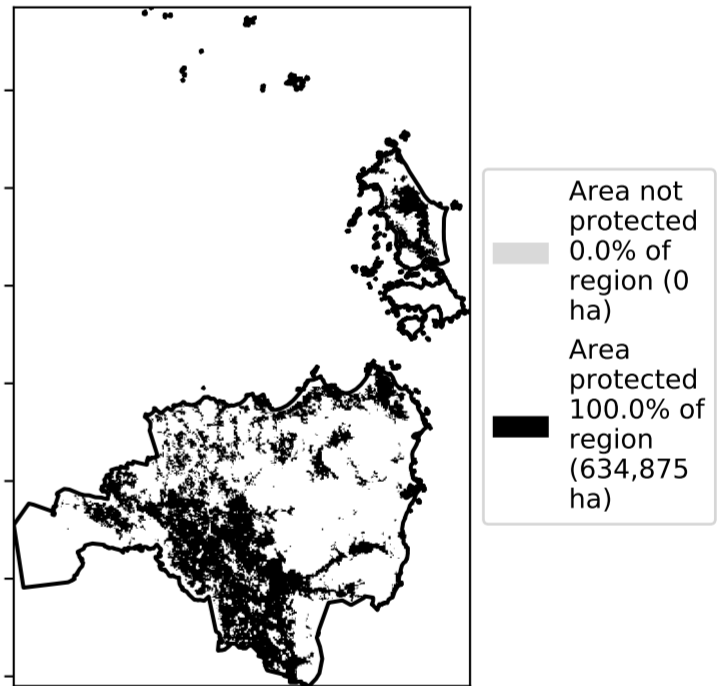 Area not
protected
0.0% of
region (0
ha)
Area
protected
100.0% of
region
(634,875
ha)